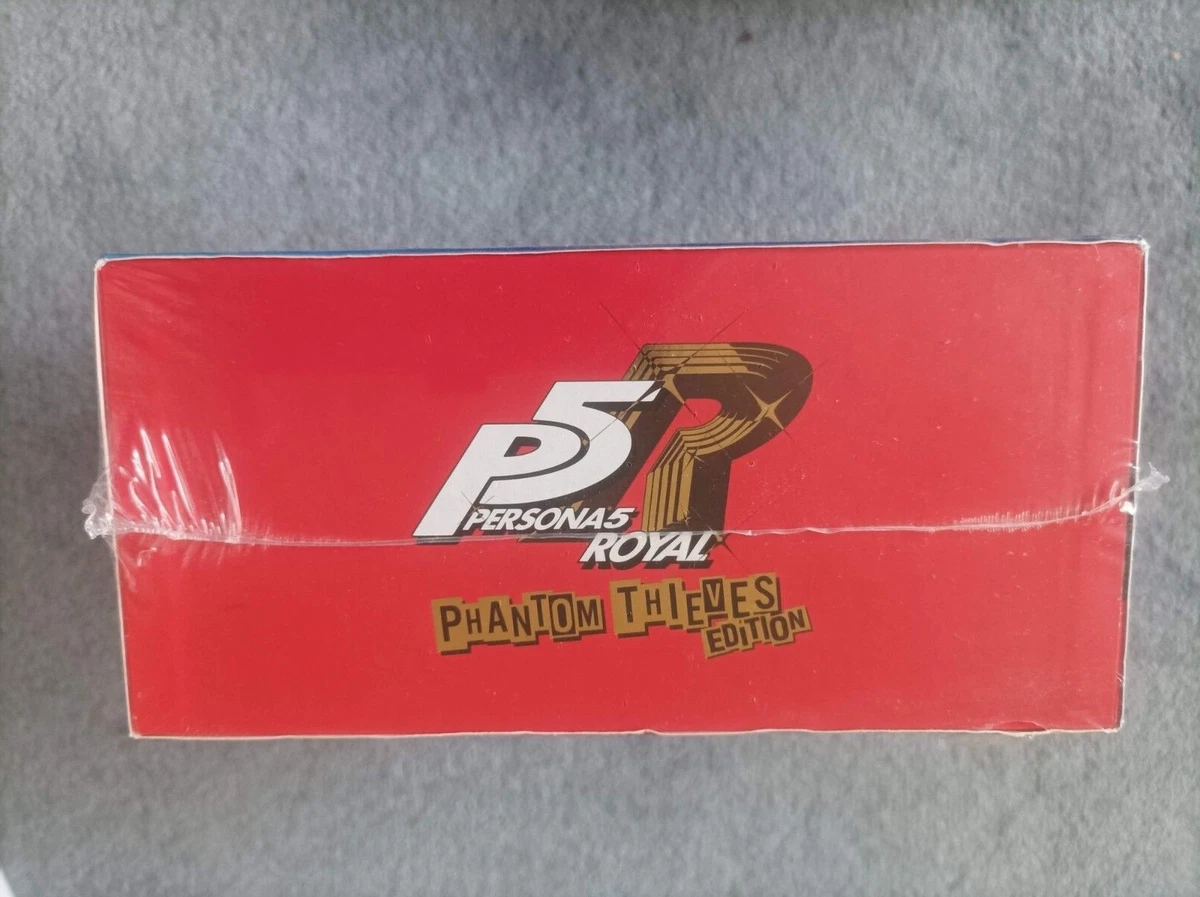 P5R
PERSONA5
ROYAL
PHANTOM THIEVES
EDITION